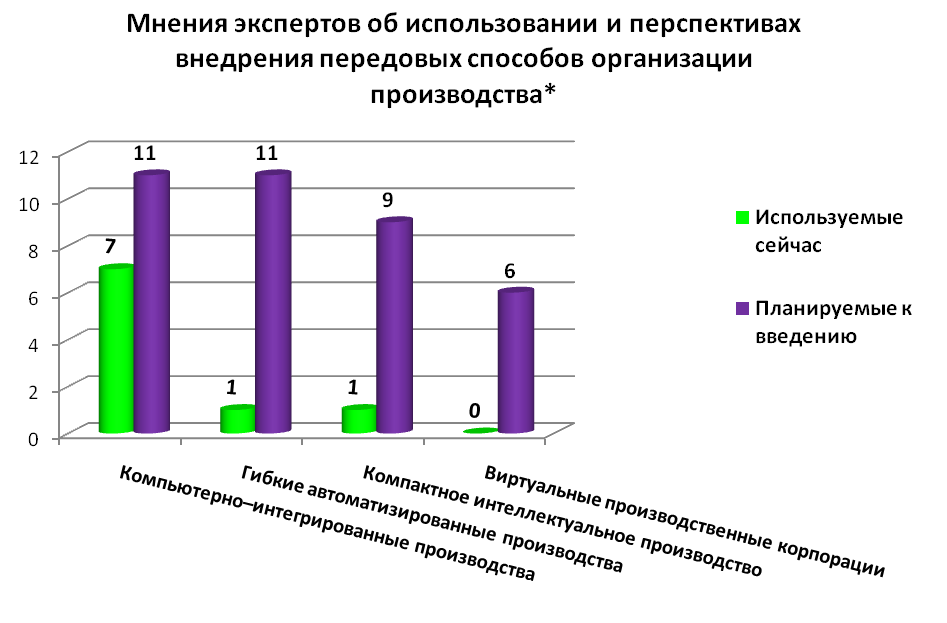 Мнения экспертов об использовании и перспективах
внедрения передовых способов организации
производства*
12
10
8
6
4
2
0
7
11
1
11
1
9
0
6
Компьютерно–интегрированные производства
Гибкие автоматизированные производства
Компактное интеллектуальное производство
Виртуальные производственные корпорации
Используемые
сейчас
Планируемые к
введению